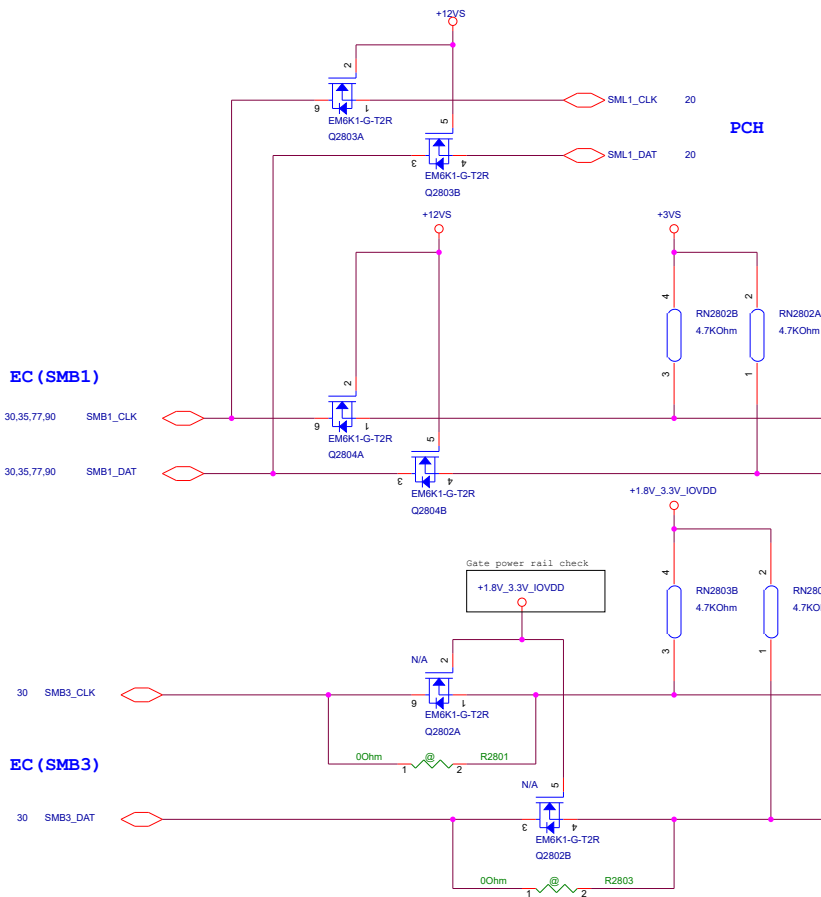 +12VS
2
6 1
EM6K1-G-T2R
Q2803A
SML1_CLK 20
PCH
5
3 4
EM6K1-G-T2R
Q2803B
SML1_DAT 20
+12VS
+3VS
4 2
RN2802B RN2802A
4.7KOhm 4.7KOhm
3 1
EC(SMB1)
2
30,35,77,90 SMB1_CLK
6 1
EM6K1-G-T2R
Q2804A
5
30,35,77,90 SMB1_DAT
3 4
EM6K1-G-T2R
Q2804B
+1.8V_3.3V_IOVDD
Gate power rail check
+1.8V_3.3V_IOVDD
4 2
RN2803B RN280
4.7KOhm 4.7KO
3 1
N/A 2
30 SMB3_CLK
6 1
EM6K1-G-T2R
Q2802A
0Ohm @ R2801
1 2
EC(SMB3)
N/A 5
30 SMB3_DAT
3 4
EM6K1-G-T2R
Q2802B
0Ohm @ R2803
1 2